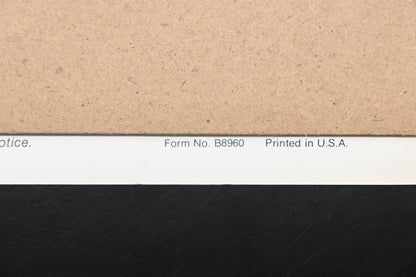 otice. Form No. B8960 Printed in U.S.A.